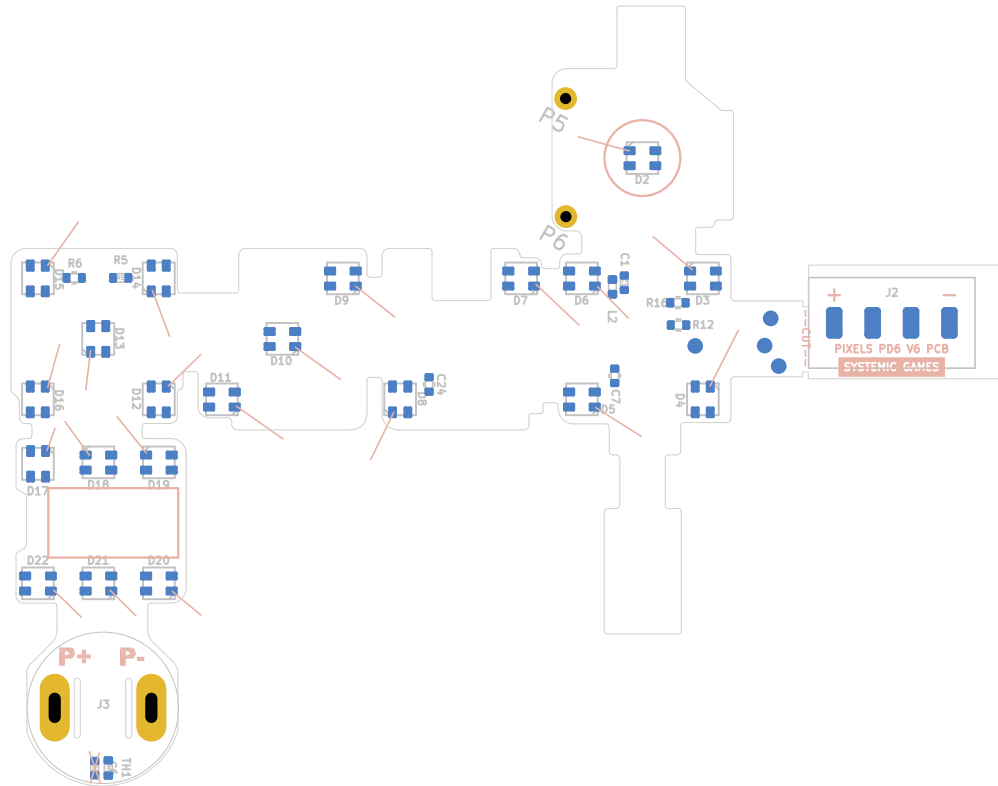 P5
D2
P6
C1
R6
R5
D15
D14
D9
D7
D6
D3
L2
R16
R12
J2
+ −
CUT
PIXELS PD6 V6 PCB
SYSTEMIC GAMES
D13
D10
D11
D16
D12
D8
C24
C7
D5
D4
D17
D18
D19
D22
D21
D20
P+ P-
J3
TH1